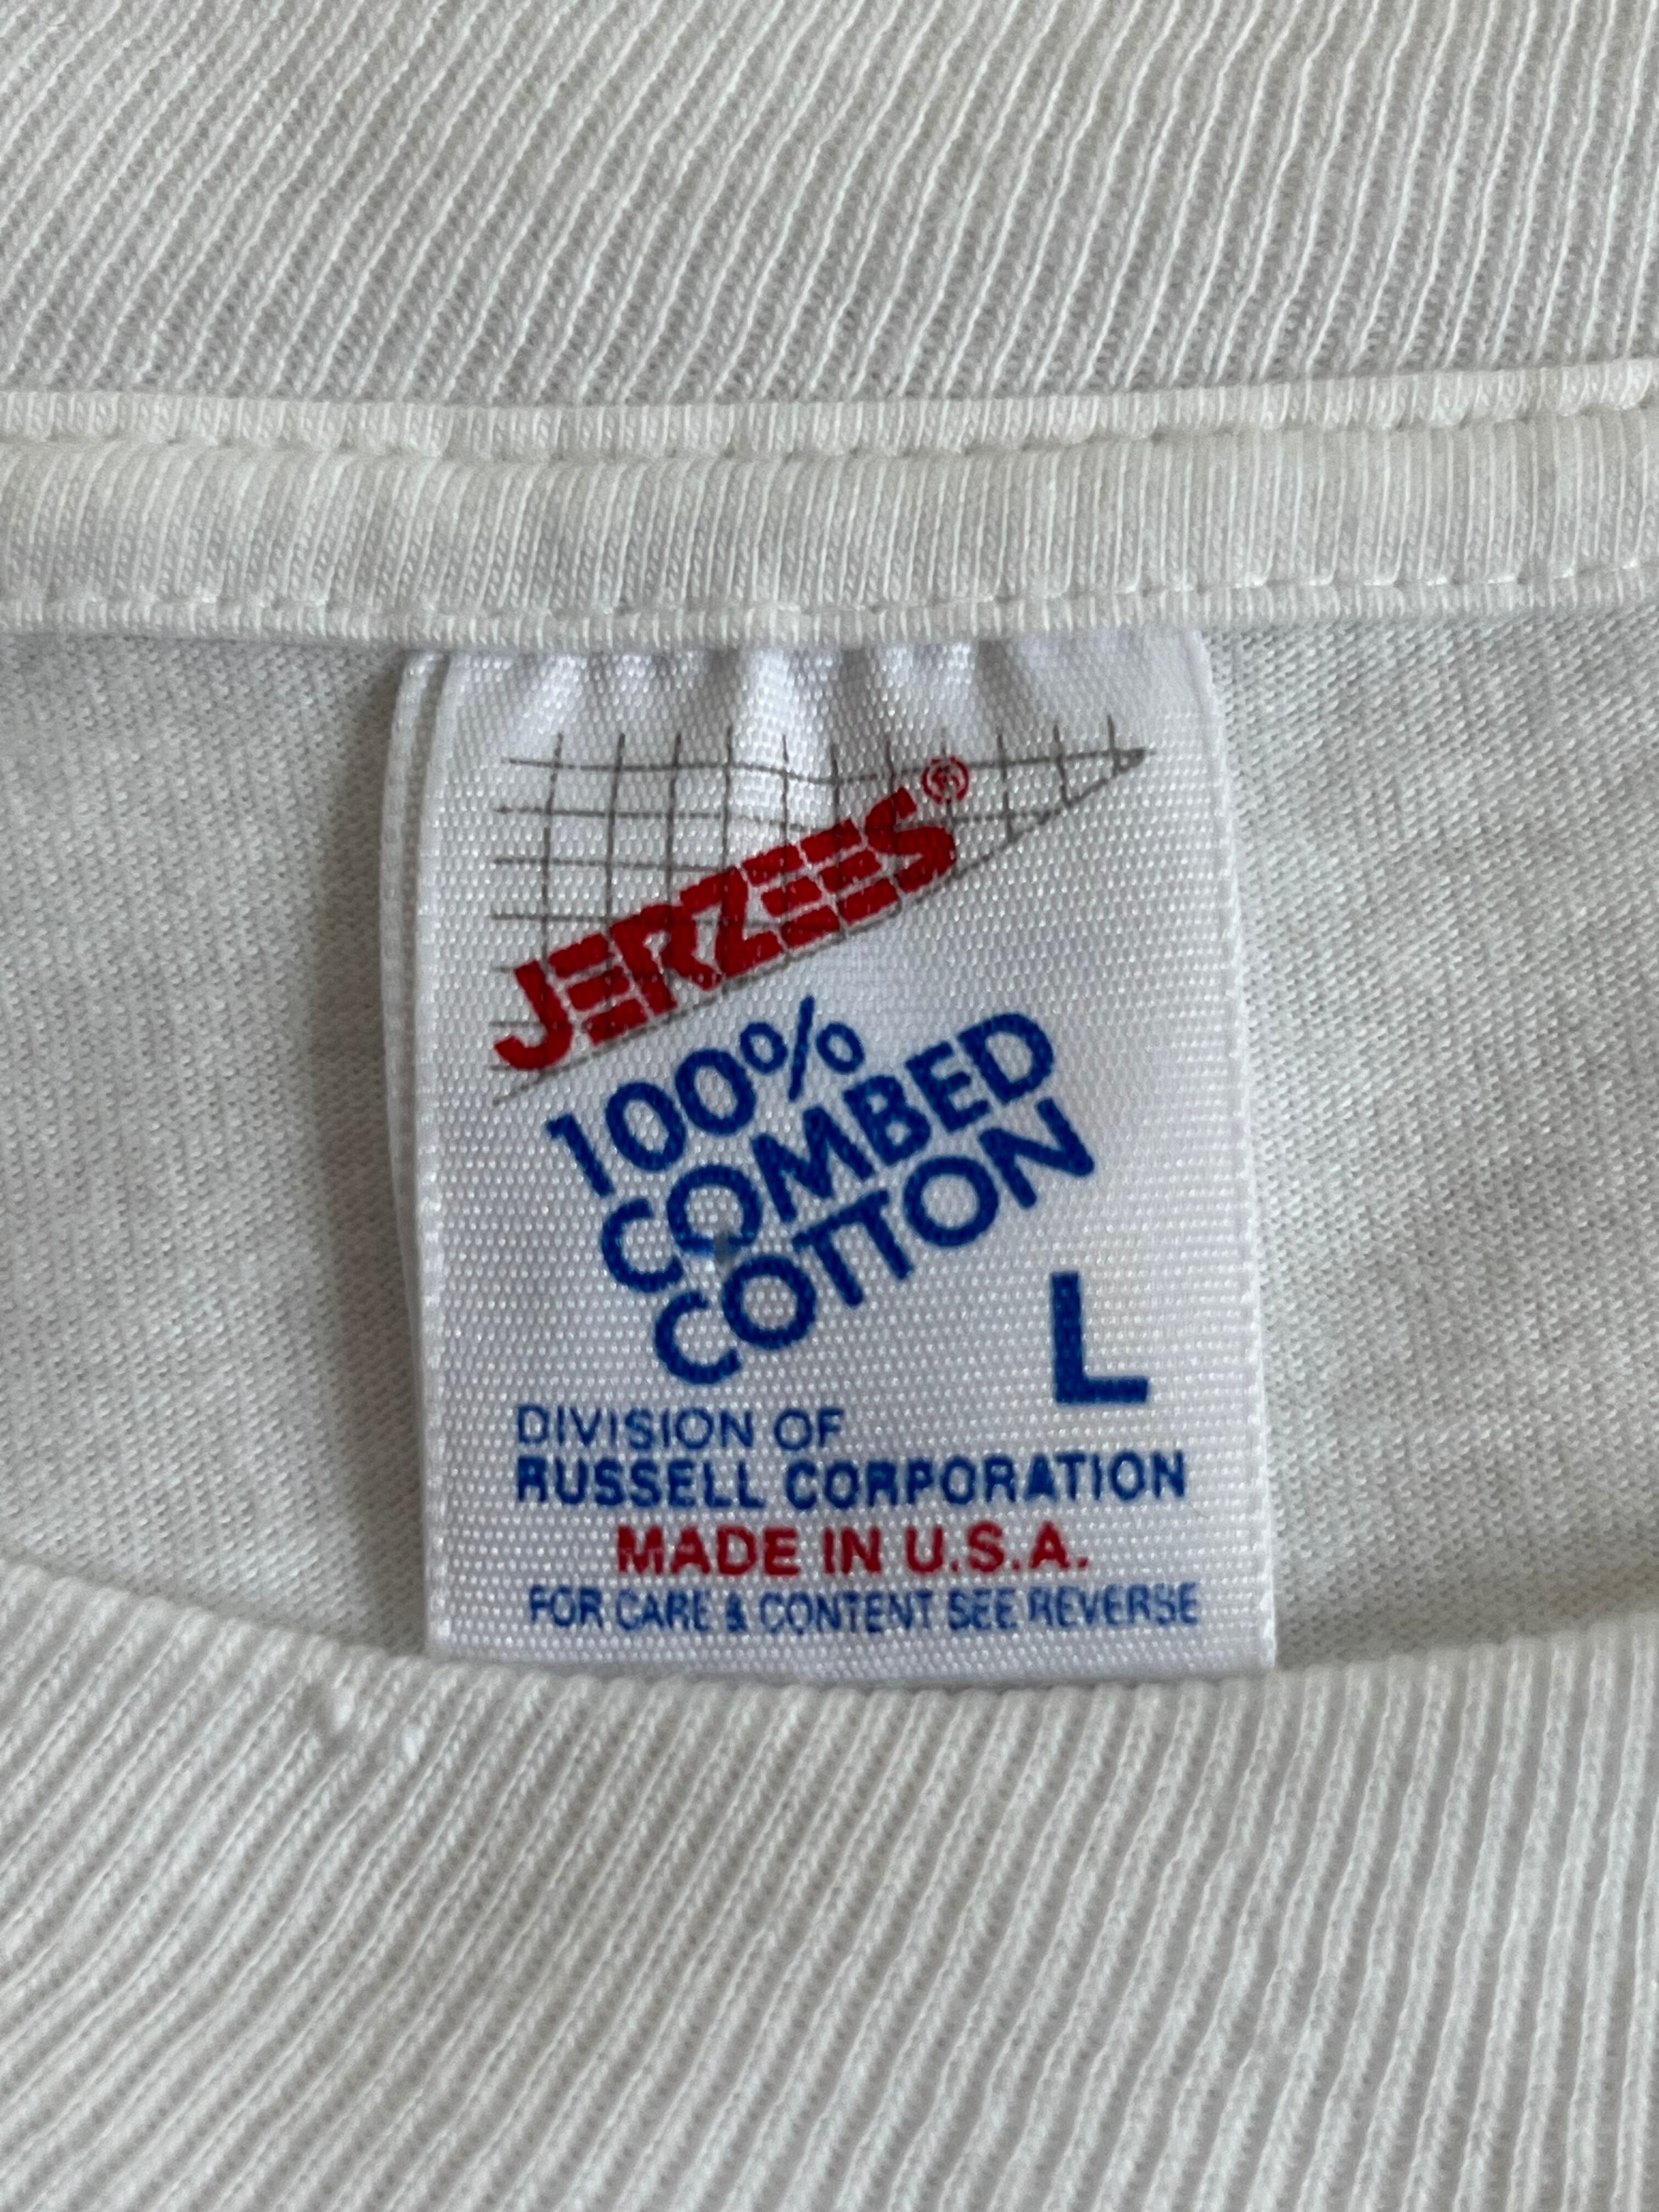 JERZEES®
100%
COMBED
COTTON
L
DIVISION OF
RUSSELL CORPORATION
MADE IN U.S.A.
FOR CARE & CONTENT SEE REVERSE